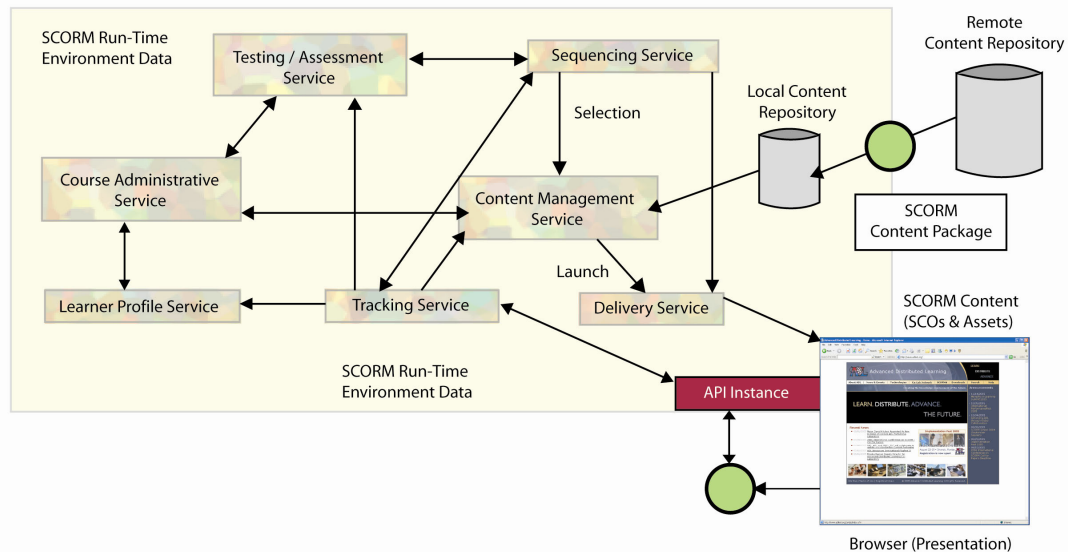 SCORM Run-Time
Environment Data
Testing / Assessment
Service
Sequencing Service
Remote
Content Repository
Local Content
Repository
Selection
Course Administrative
Service
Content Management
Service
SCORM
Content Package
Launch
Learner Profile Service
Tracking Service
Delivery Service
SCORM Content
(SCOs & Assets)
SCORM Run-Time
Environment Data
API Instance
Advanced Distributed Learning
LEARN. DISTRIBUTE. ADVANCE.
THE FUTURE.
Browser (Presentation)